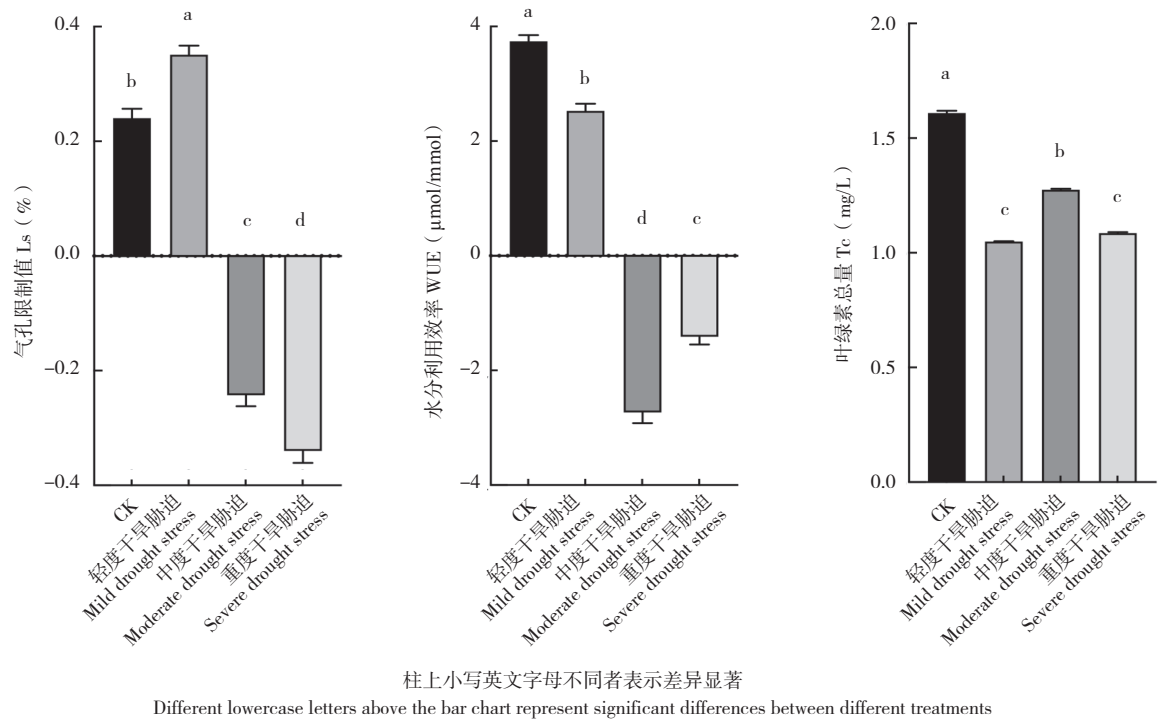 气孔限制值 Ls（%）
0.4
0.2
0.0
−0.2
−0.4
b
a
c
d
CK
轻度干旱胁迫
Mild drought stress
中度干旱胁迫
Moderate drought stress
重度干旱胁迫
Severe drought stress
水分利用效率 WUE（μmol/mmol）
4
2
0
−2
−4
a
b
d
c
CK
轻度干旱胁迫
Mild drought stress
中度干旱胁迫
Moderate drought stress
重度干旱胁迫
Severe drought stress
叶绿素总量 Tc（mg/L）
2.0
1.5
1.0
0.5
0.0
a
c
b
c
CK
轻度干旱胁迫
Mild drought stress
中度干旱胁迫
Moderate drought stress
重度干旱胁迫
Severe drought stress
柱上小写英文字母不同者表示差异显著
Different lowercase letters above the bar chart represent significant differences between different treatments